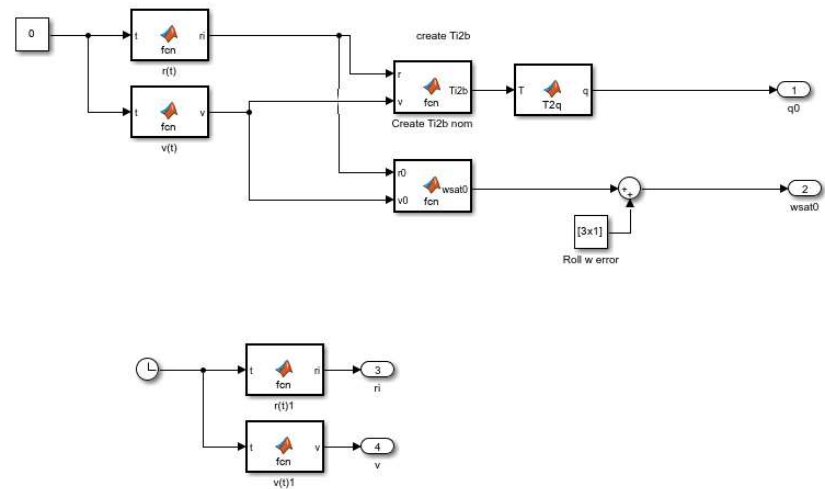 0
t
ri
fcn
r(t)
t
v
fcn
v(t)
create Ti2b
r
Ti2b
v
fcn
Create Ti2b nom
T
q
T2q
1
q0
r0
wsat0
v0
fcn
+
+
2
wsat0
[3x1]
Roll w error
t
ri
fcn
r(t)1
3
ri
t
v
fcn
v(t)1
4
v